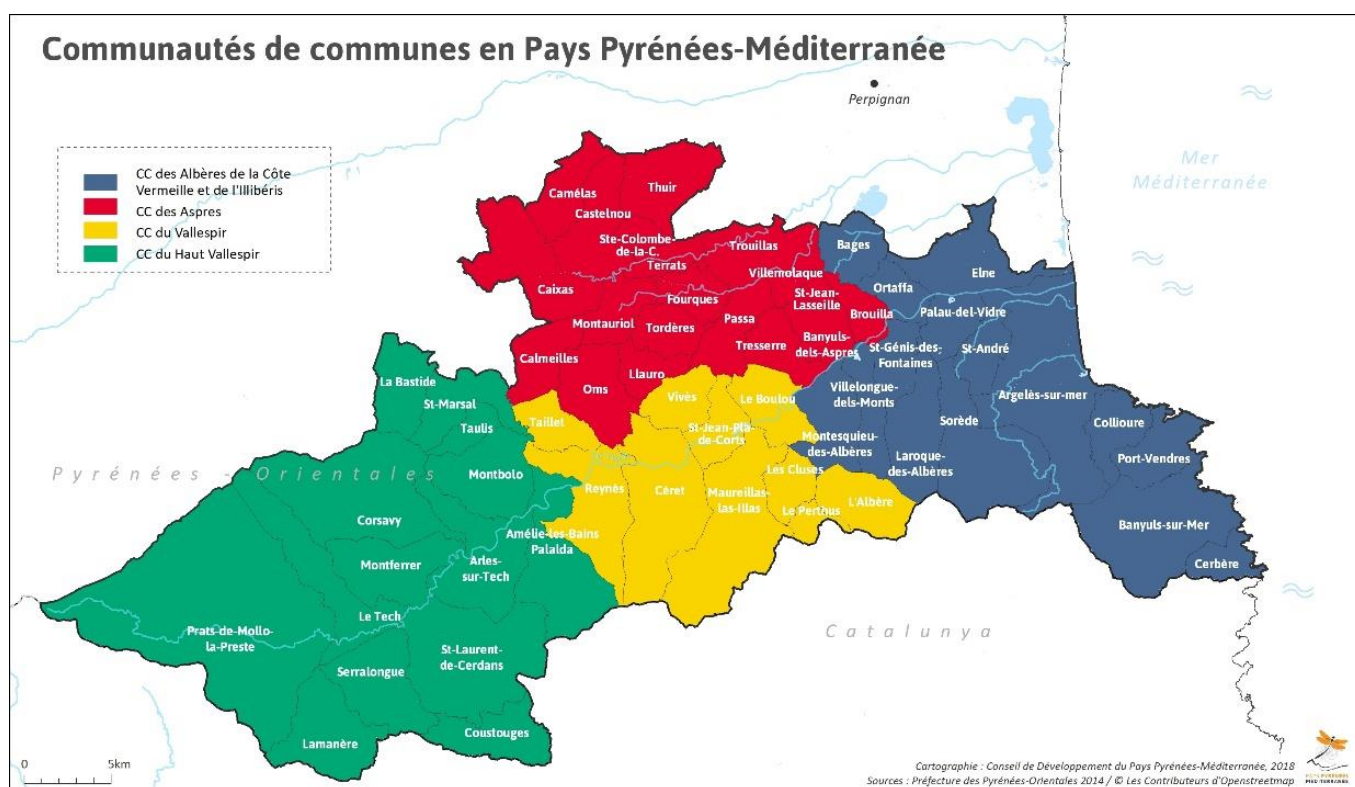 Communautés de communes en Pays Pyrénées-Méditerranée
Perpignan
Mer
Méditerranée
CC des Albères de la Côte
Vermeille et de l'Illibéris
CC des Aspres
CC du Vallespir
CC du Haut Vallespir
Camélas
Thuir
Castelnou
Ste-Colombe-
de-la-C.
Terrats
Trouillas
Villemolaque
Caixas
Fourques
St-Jean-
Lasseille
Montauriol
Tordères
Passa
Brouilla
Calmeilles
Tresserre
Banyuls-
dels-Aspres
Oms
Llauro
Bages
Ortaffa
Elne
Palau-del-Vidre
St-Génis-des-
Fontaines
St-André
Villelongue-
dels-Monts
Argelès-sur-mer
Sorède
Collioure
Montesquieu-
des-Albères
Laroque-
des-Albères
Port-Vendres
Banyuls-sur-Mer
Cerbère
Taillet
Vivès
Le Boulou
St-Jean-Pla-
de-Corts
Reynès
Céret
Maureillas-
las-Illas
Les Cluses
Le Perthus
L'Albère
La Bastide
St-Marsal
Taulis
Montbolo
Pyrénées - Orientales
Corsavy
Amélie-les-Bains
Palalda
Montferrer
Arles-
sur-Tech
Le Tech
Prats-de-Mollo-
la-Preste
St-Laurent-
de-Cerdans
Serralongue
Lamanère
Coustouges
Catalunya
0 5km
Cartographie : Conseil de Développement du Pays Pyrénées-Méditerranée, 2018
Sources : Préfecture des Pyrénées-Orientales 2014 / © Les Contributeurs d'Openstreetmap
PAYS PYRÉNÉES
MÉDITERRANÉE